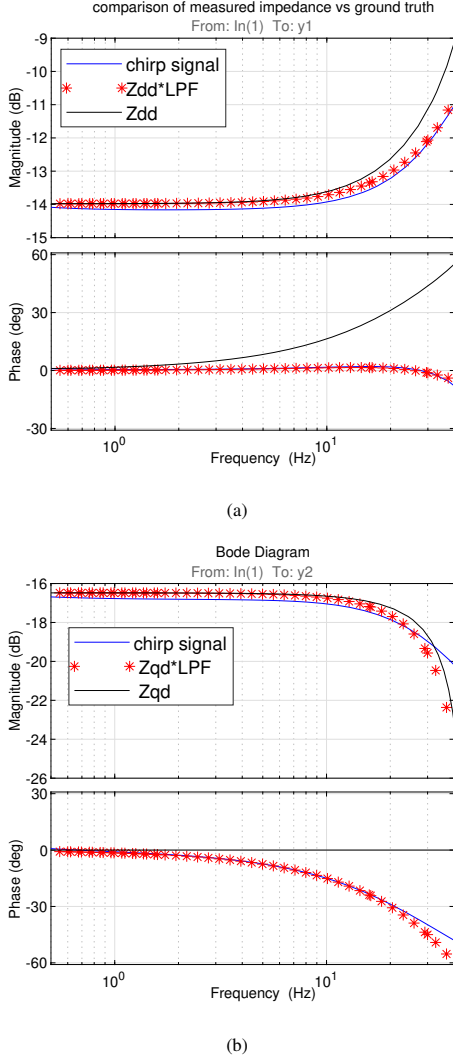 comparison of measured impedance vs ground truth
From: In(1) To: y1
Magnitude (dB)
-9
-10
-11
-12
-13
-14
-15
chirp signal
Zdd*LPF
Zdd
Phase (deg)
60
30
0
-30
10^0
10^1
Frequency (Hz)
(a)
Bode Diagram
From: In(1) To: y2
Magnitude (dB)
-16
-18
-20
-22
-24
-26
chirp signal
Zqd*LPF
Zqd
Phase (deg)
30
0
-30
-60
10^0
10^1
Frequency (Hz)
(b)